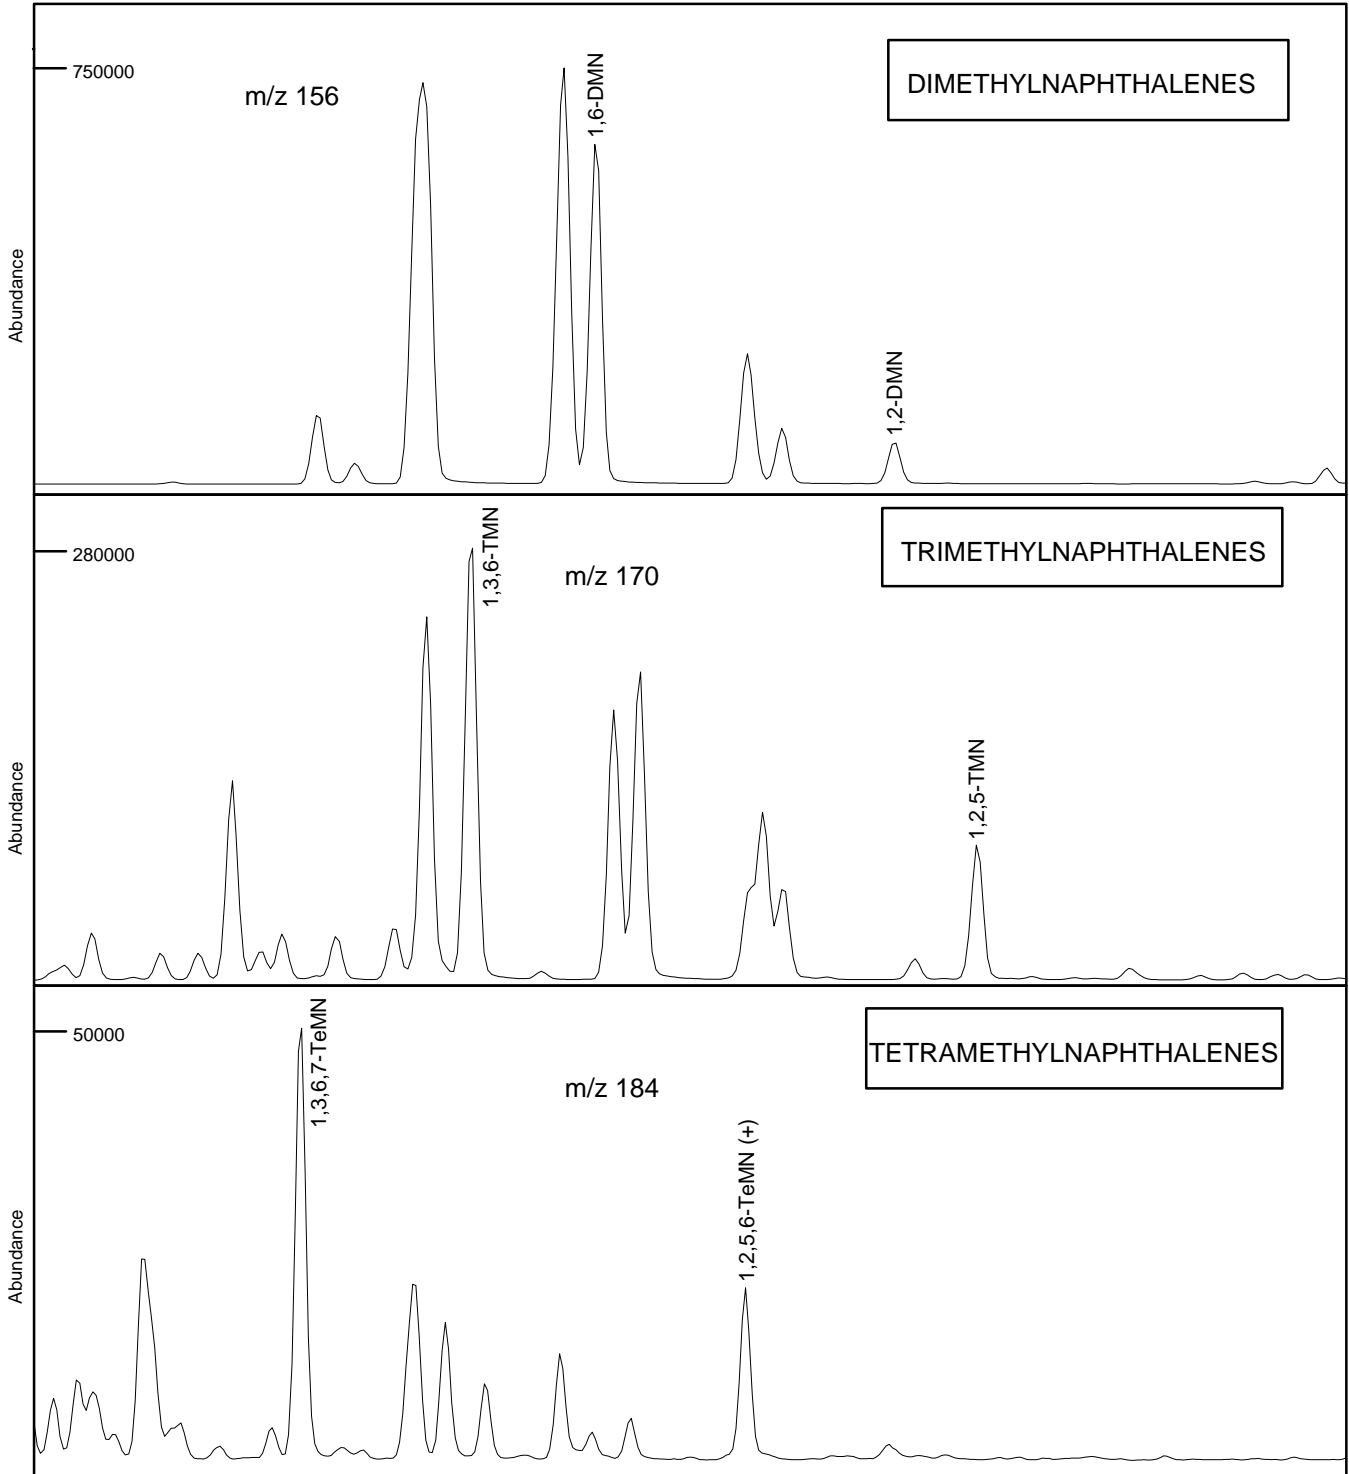 750000
m/z 156
1,6-DMN
DIMETHYLNAPHTHALENES
1,2-DMN
Abundance
280000
1,3,6-TMN
m/z 170
TRIMETHYLNAPHTHALENES
1,2,5-TMN
Abundance
50000
1,3,6,7-TeMN
m/z 184
TETRAMETHYLNAPHTHALENES
1,2,5,6-TeMN (+)
Abundance